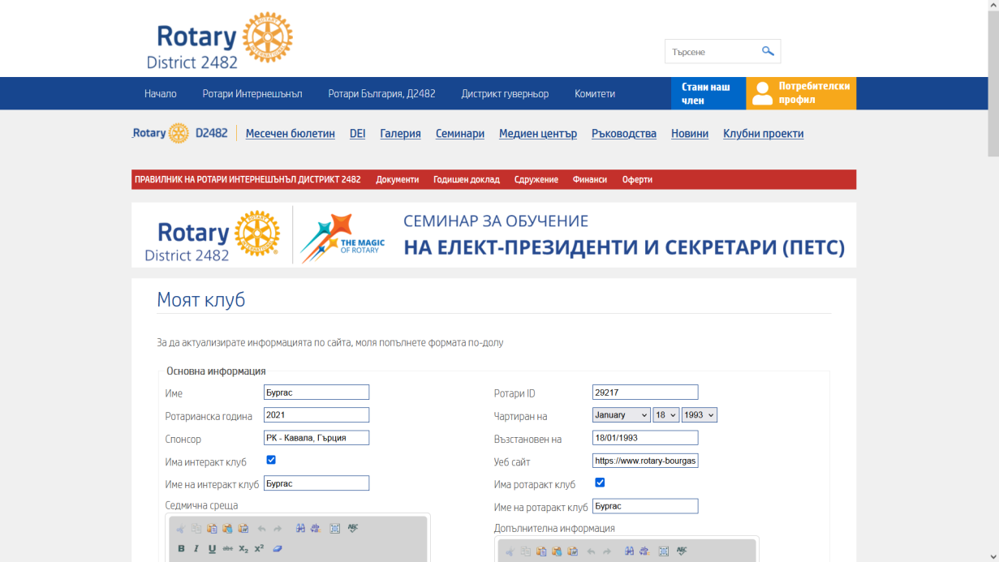 Rotary
District 2482
Търсене
Начало Ротари Интернешънъл Ротари България, Д2482 Дистрикт гуверньор Комитети
Стани наш
член
Потребителски
профил
Rotary D2482 Месечен бюлетин DEI Галерия Семинари Медиен център Ръководства Новини Клубни проекти
ПРАВИЛНИК НА РОТАРИ ИНТЕРНЕШЪНЪЛ ДИСТРИКТ 2482 Документи Годишен доклад Сдружение Финанси Оферти
Rotary
District 2482
THE MAGIC
OF ROTARY
СЕМИНАР ЗА ОБУЧЕНИЕ
НА ЕЛЕКТ-ПРЕЗИДЕНТИ И СЕКРЕТАРИ (ПЕТС)
Моят клуб
За да актуализирате информацията по сайта, моля попълнете формата по-долу
Основна информация
Име Бургас
Ротарианска година 2021
Спонсор РК - Кавала, Гърция
Има интеракт клуб
Име на интеракт клуб Бургас
Седмична среща
ABC
B I U abc X2 X2
Ротари ID 29217
Чартиран на January 18 1993
Възстановен на 18/01/1993
Уеб сайт https://www.rotary-bourgas
Има ротаракт клуб
Име на ротаракт клуб Бургас
Допълнителна информация
ABC